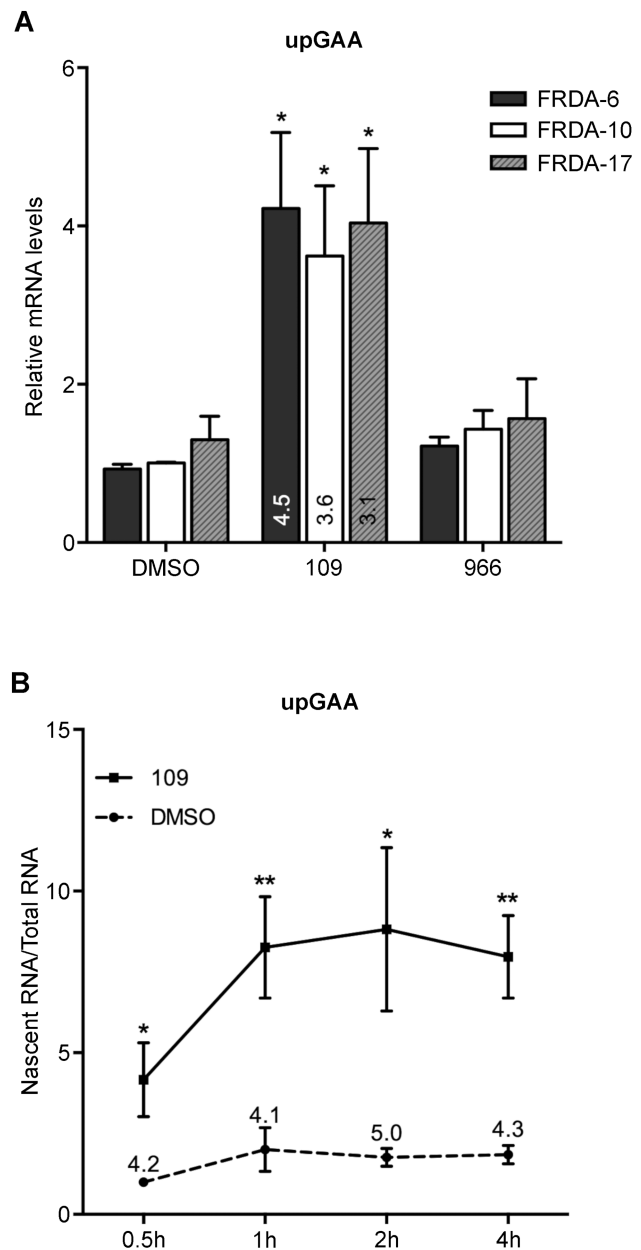 A
upGAA
6
4
2
0
Relative mRNA levels
FRDA-6
FRDA-10
FRDA-17
*
*
*
4.5
3.6
3.1
DMSO
109
966
B
upGAA
15
10
5
0
Nascent RNA/Total RNA
109
DMSO
*
**
*
**
4.2
4.1
5.0
4.3
0.5h
1h
2h
4h